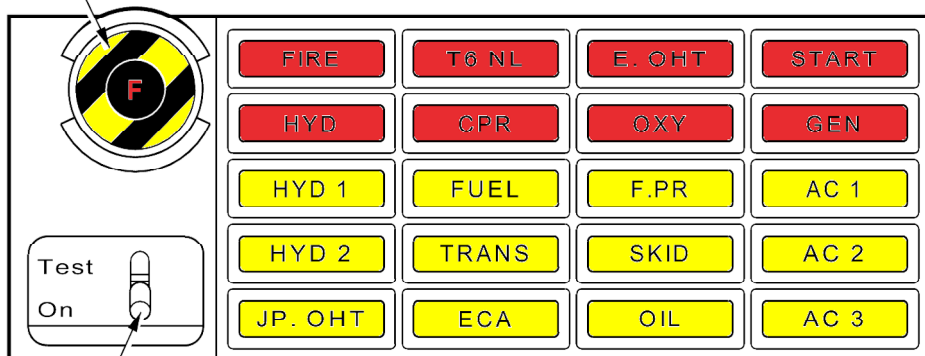 F
FIRE T6 NL E. OHT START
HYD CPR OXY GEN
HYD 1 FUEL F.PR AC 1
HYD 2 TRANS SKID AC 2
JP. OHT ECA OIL AC 3
Test
On